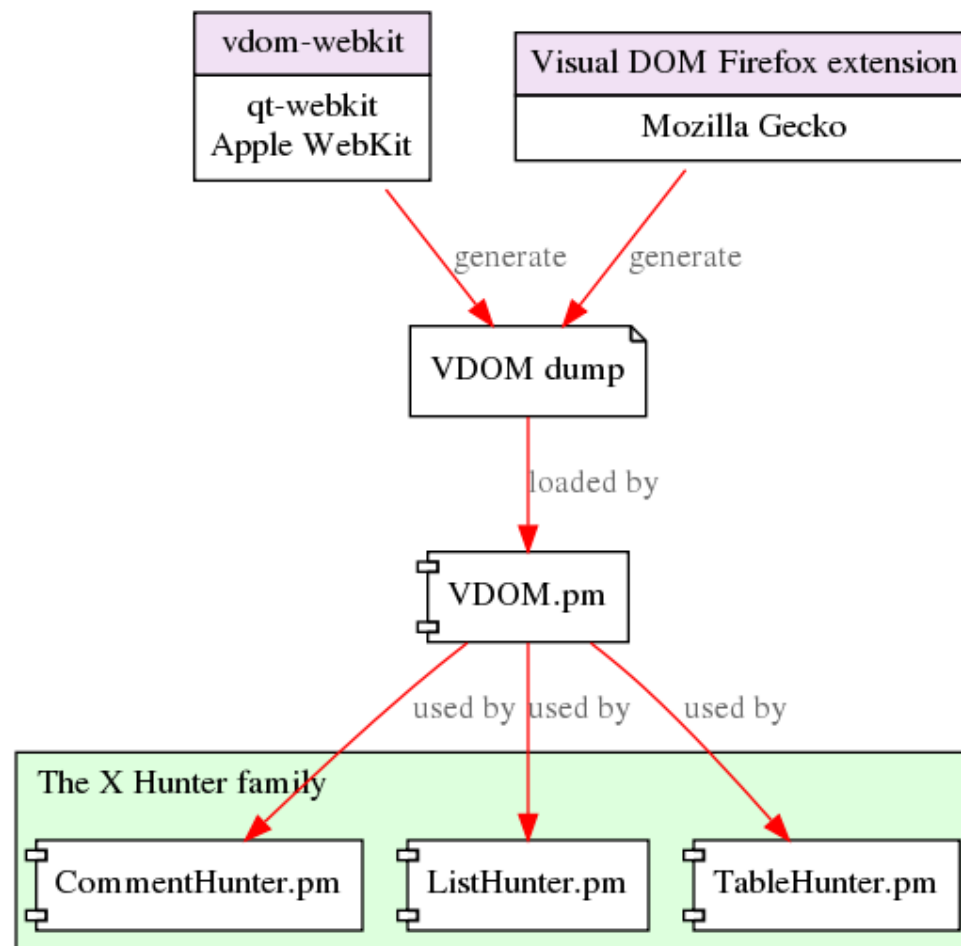 vdom-webkit
qt-webkit
Apple WebKit
Visual DOM Firefox extension
Mozilla Gecko
generate
generate
VDOM dump
loaded by
VDOM.pm
used by
used by
used by
The X Hunter family
CommentHunter.pm
ListHunter.pm
TableHunter.pm